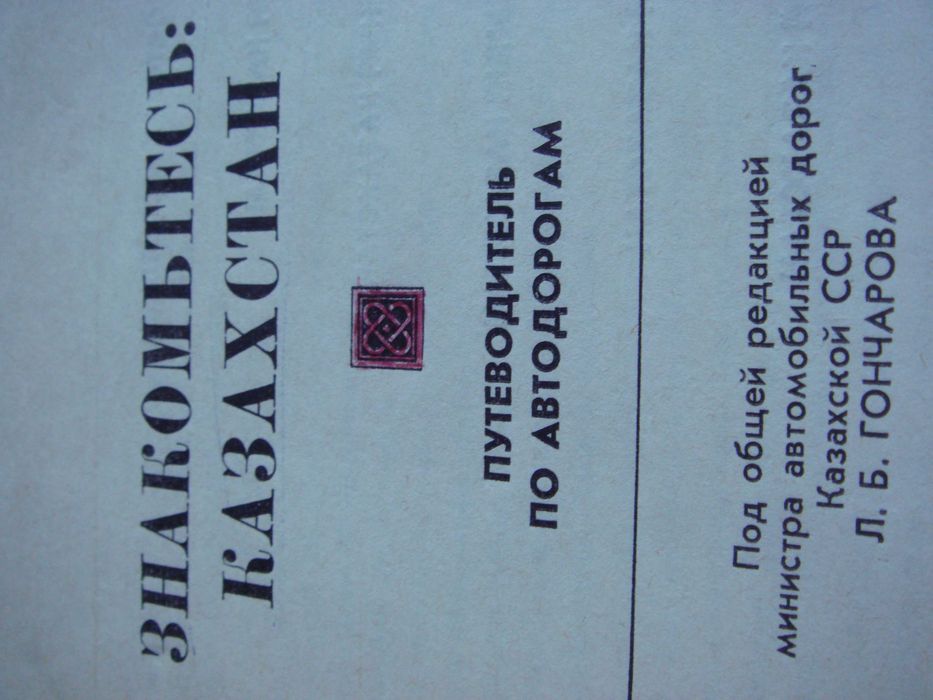 ЗНАКОМЬТЕСЬ:
КАЗАХСТАН
ПУТЕВОДИТЕЛЬ
ПО АВТОДОРОГАМ
Под общей редакцией
министра автомобильных дорог
Казахской ССР
Л. Б. ГОНЧАРОВА